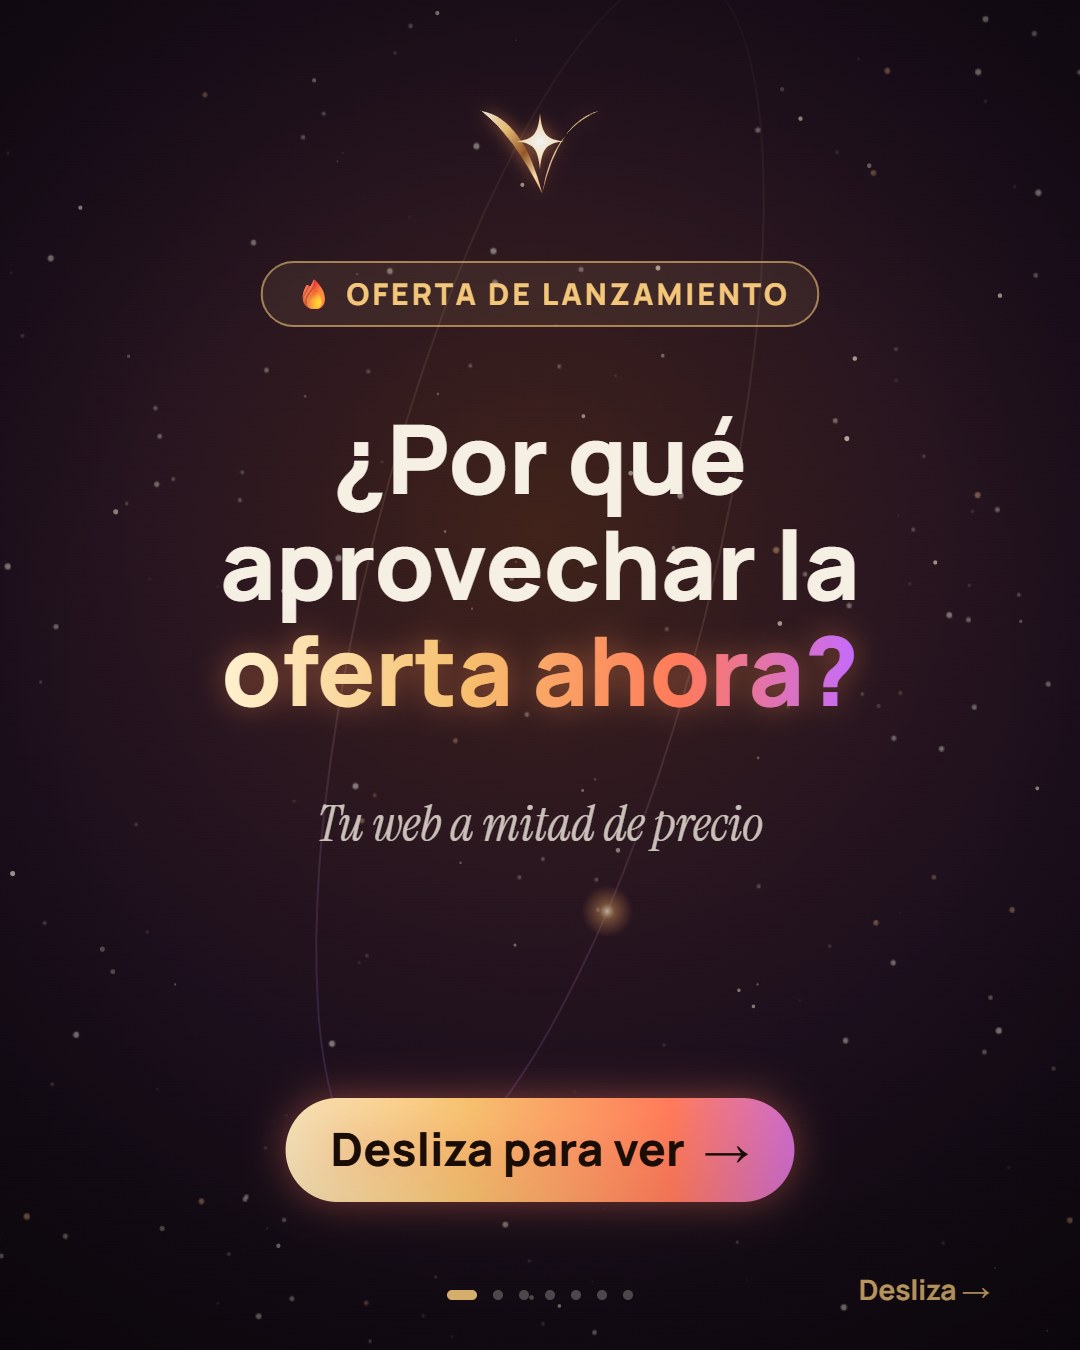 🔥 OFERTA DE LANZAMIENTO
¿Por qué
aprovechar la
oferta ahora?
Tu web a mitad de precio
Desliza para ver →
Desliza →